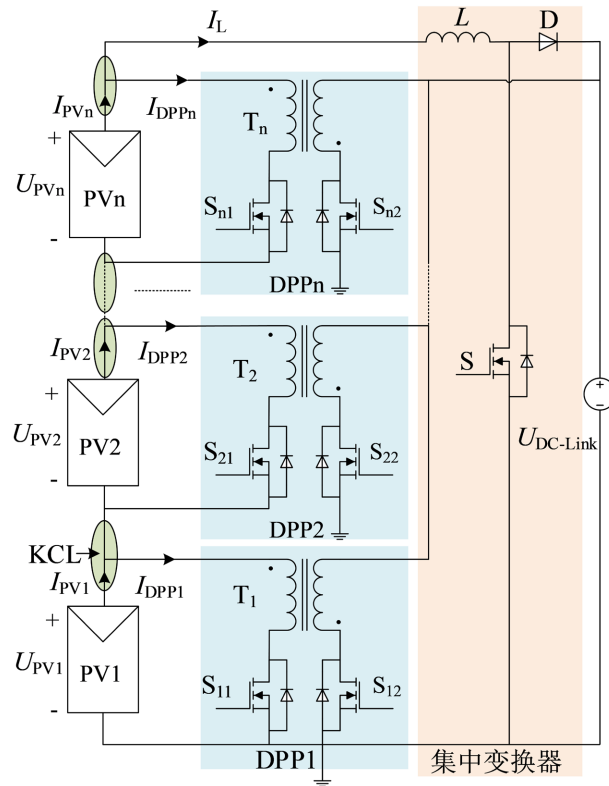 I_L
L
D
I_PVn
I_DPPn
T_n
+
U_PVn
PVn
-
S_n1
S_n2
DPPn
I_PV2
I_DPP2
T_2
S
+
U_PV2
PV2
-
S_21
S_22
+
-
U_DC-Link
DPP2
KCL
I_PV1
I_DPP1
T_1
+
U_PV1
PV1
-
S_11
S_12
DPP1
集中变换器